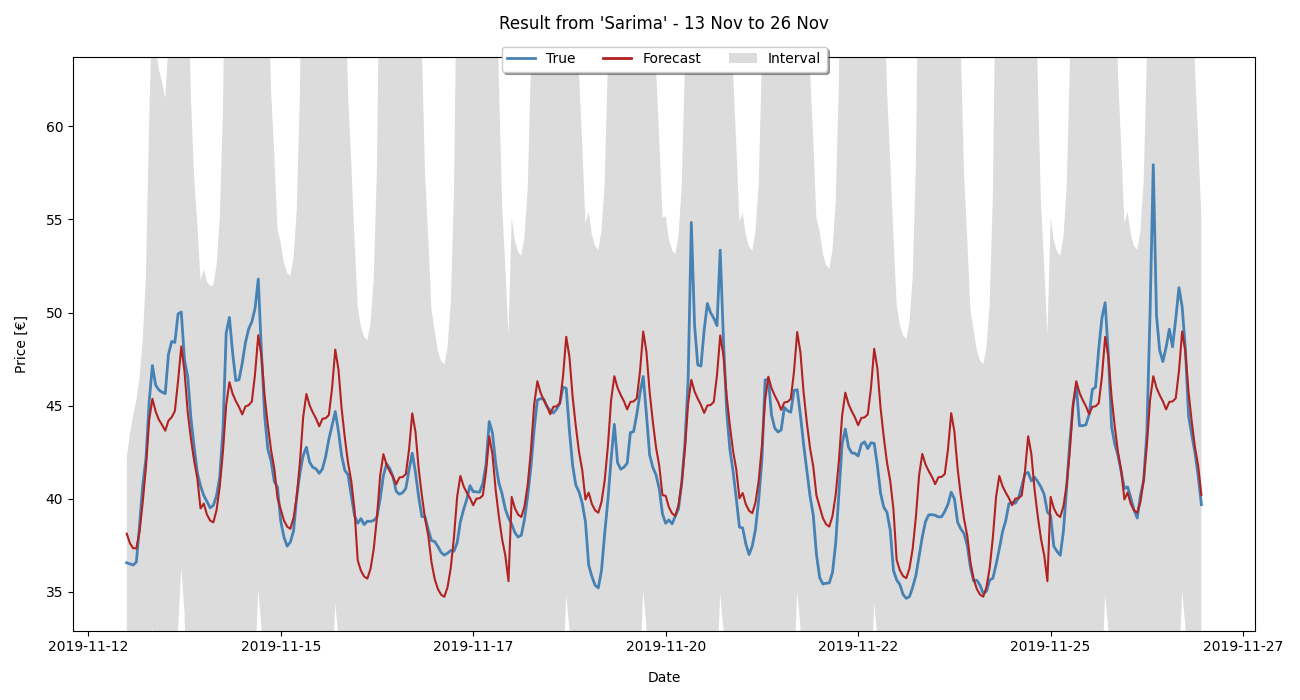 Result from 'Sarima' - 13 Nov to 26 Nov
True Forecast Interval
60
55
50
45
40
35
Price [€]
2019-11-12 2019-11-15 2019-11-17 2019-11-20 2019-11-22 2019-11-25 2019-11-27
Date